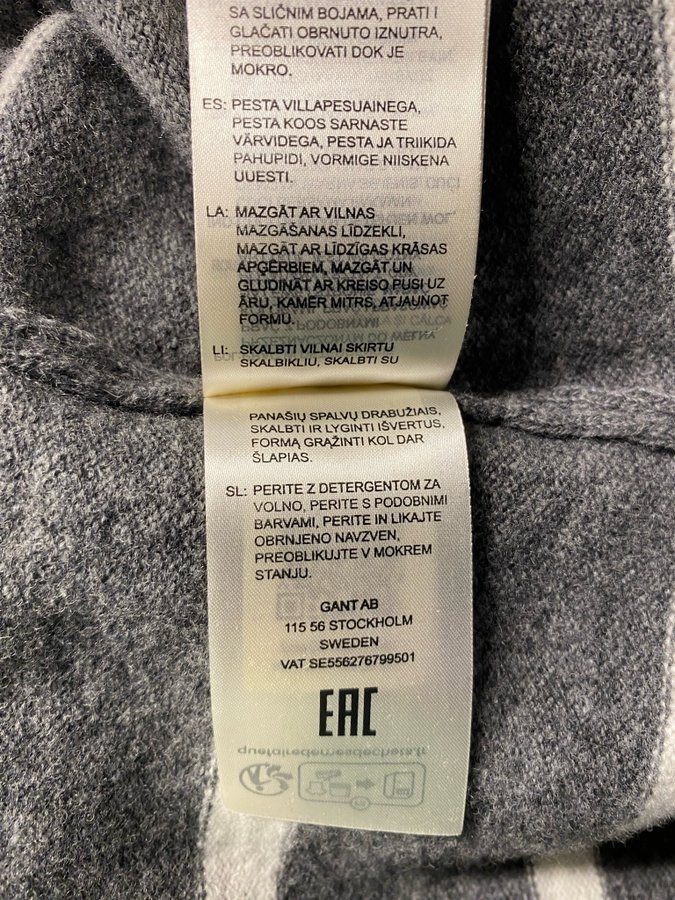 SA SLIČNIM BOJAMA, PRATI I
GLAČATI OBRNUTO IZNUTRA,
PREOBLIKOVATI DOK JE
MOKRO.
ES: PESTA VILLAPESUAINEGA,
PESTA KOOS SARNASTE
VÄRVIDEGA, PESTA JA TRIIKIDA
PAHUPIDI, VORMIGE NIISKENA
UUESTI.
LA: MAZGĀT AR VILNAS
MAZGĀŠANAS LĪDZEKLI,
MAZGĀT AR LĪDZĪGAS KRĀSAS
APĢĒRBIEM, MAZGĀT UN
GLUDINĀT AR KREISO PUSI UZ
ĀRU, KAMĒR MITRS, ATJAUNOT
FORMU.
LI: SKALBTI VILNAI SKIRTU
SKALBIKLIU, SKALBTI SU
PANAŠIŲ SPALVŲ DRABUŽIAIS,
SKALBTI IR LYGINTI IŠVERTUS,
FORMĄ GRĄŽINTI KOL DAR
ŠLAPIAS.
SL: PERITE Z DETERGENTOM ZA
VOLNO, PERITE S PODOBNIMI
BARVAMI, PERITE IN LIKAJTE
OBRNJENO NAVZVEN,
PREOBLIKUJTE V MOKREM
STANJU.
GANT AB
115 56 STOCKHOLM
SWEDEN
VAT SE556276799501
EAC
quefairedemesdechets.fr